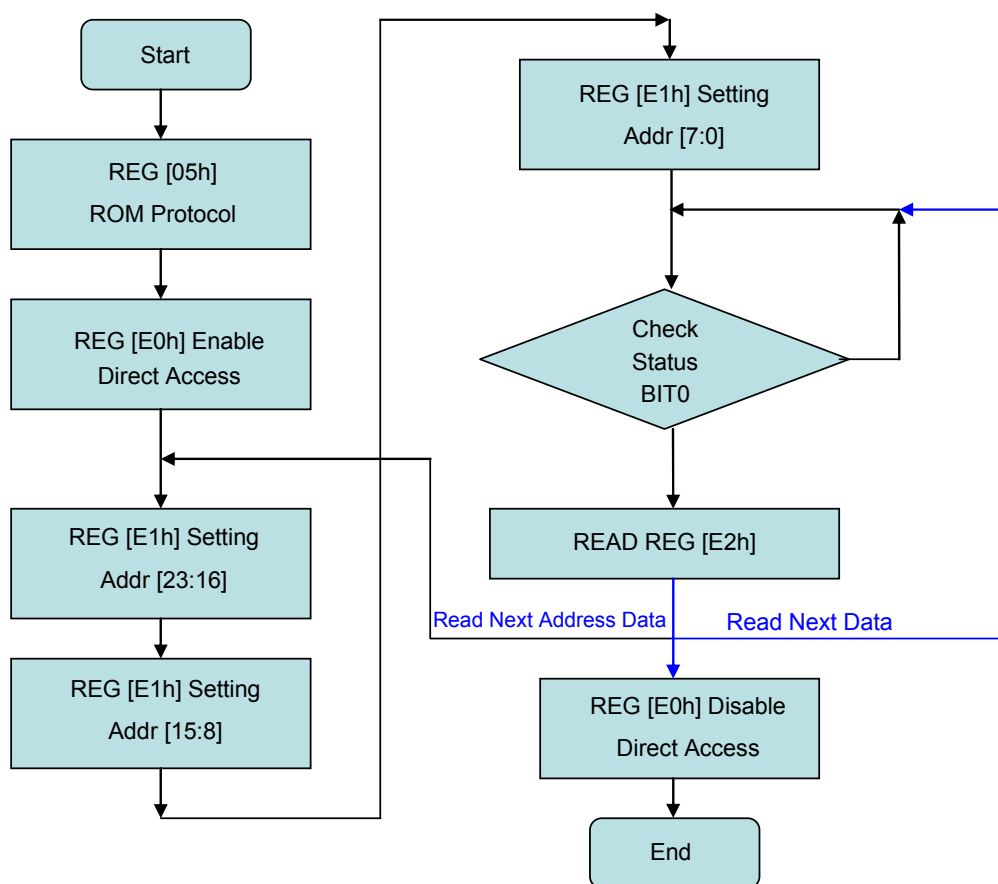 Start
REG [05h]
ROM Protocol
REG [E0h] Enable
Direct Access
REG [E1h] Setting
Addr [23:16]
REG [E1h] Setting
Addr [15:8]
REG [E1h] Setting
Addr [7:0]
Check
Status
BIT0
READ REG [E2h]
Read Next Address Data
Read Next Data
REG [E0h] Disable
Direct Access
End